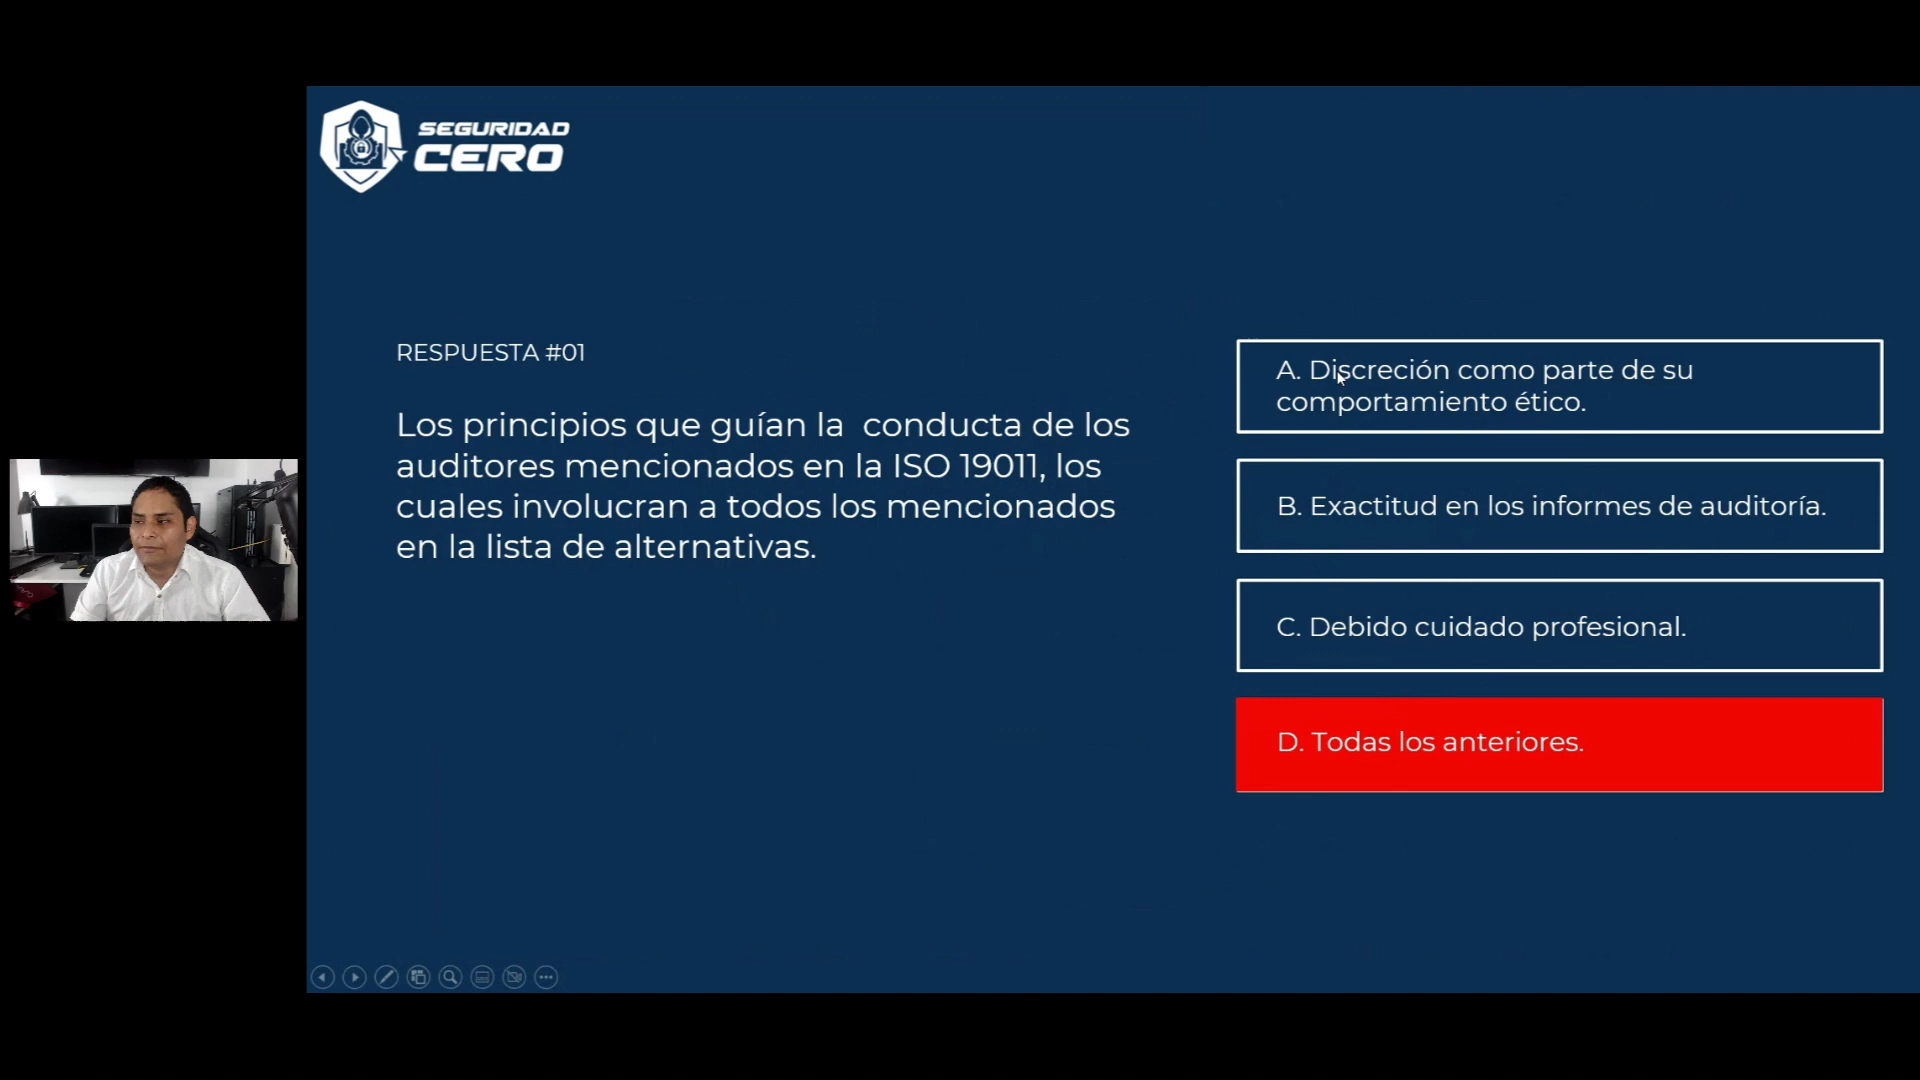 SEGURIDAD
CERO
RESPUESTA #01
Los principios que guían la  conducta de los
auditores mencionados en la ISO 19011, los
cuales involucran a todos los mencionados
en la lista de alternativas.
A. Discreción como parte de su
comportamiento ético.
B. Exactitud en los informes de auditoría.
C. Debido cuidado profesional.
D. Todas los anteriores.